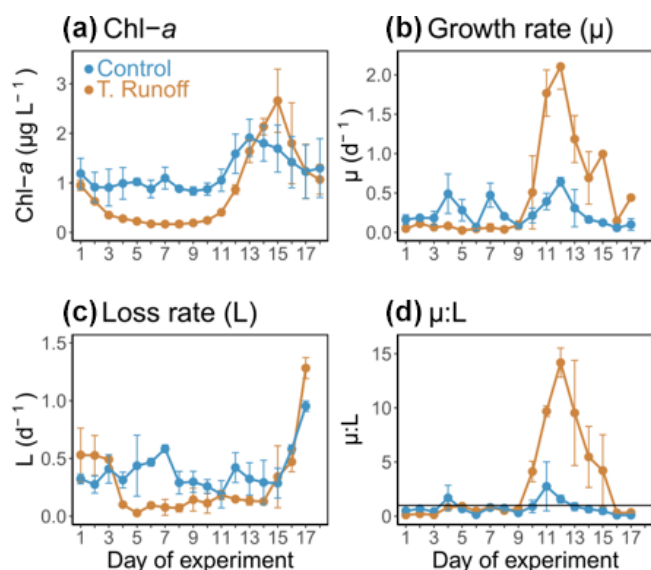 (a) Chl−a
Control
T. Runoff
Chl−a (µg L⁻¹)
3
2
1
0
1 3 5 7 9 11 13 15 17
(b) Growth rate (µ)
µ (d⁻¹)
2.0
1.5
1.0
0.5
0.0
1 3 5 7 9 11 13 15 17
(c) Loss rate (L)
L (d⁻¹)
1.5
1.0
0.5
0.0
1 3 5 7 9 11 13 15 17
Day of experiment
(d) µ:L
µ:L
15
10
5
0
1 3 5 7 9 11 13 15 17
Day of experiment